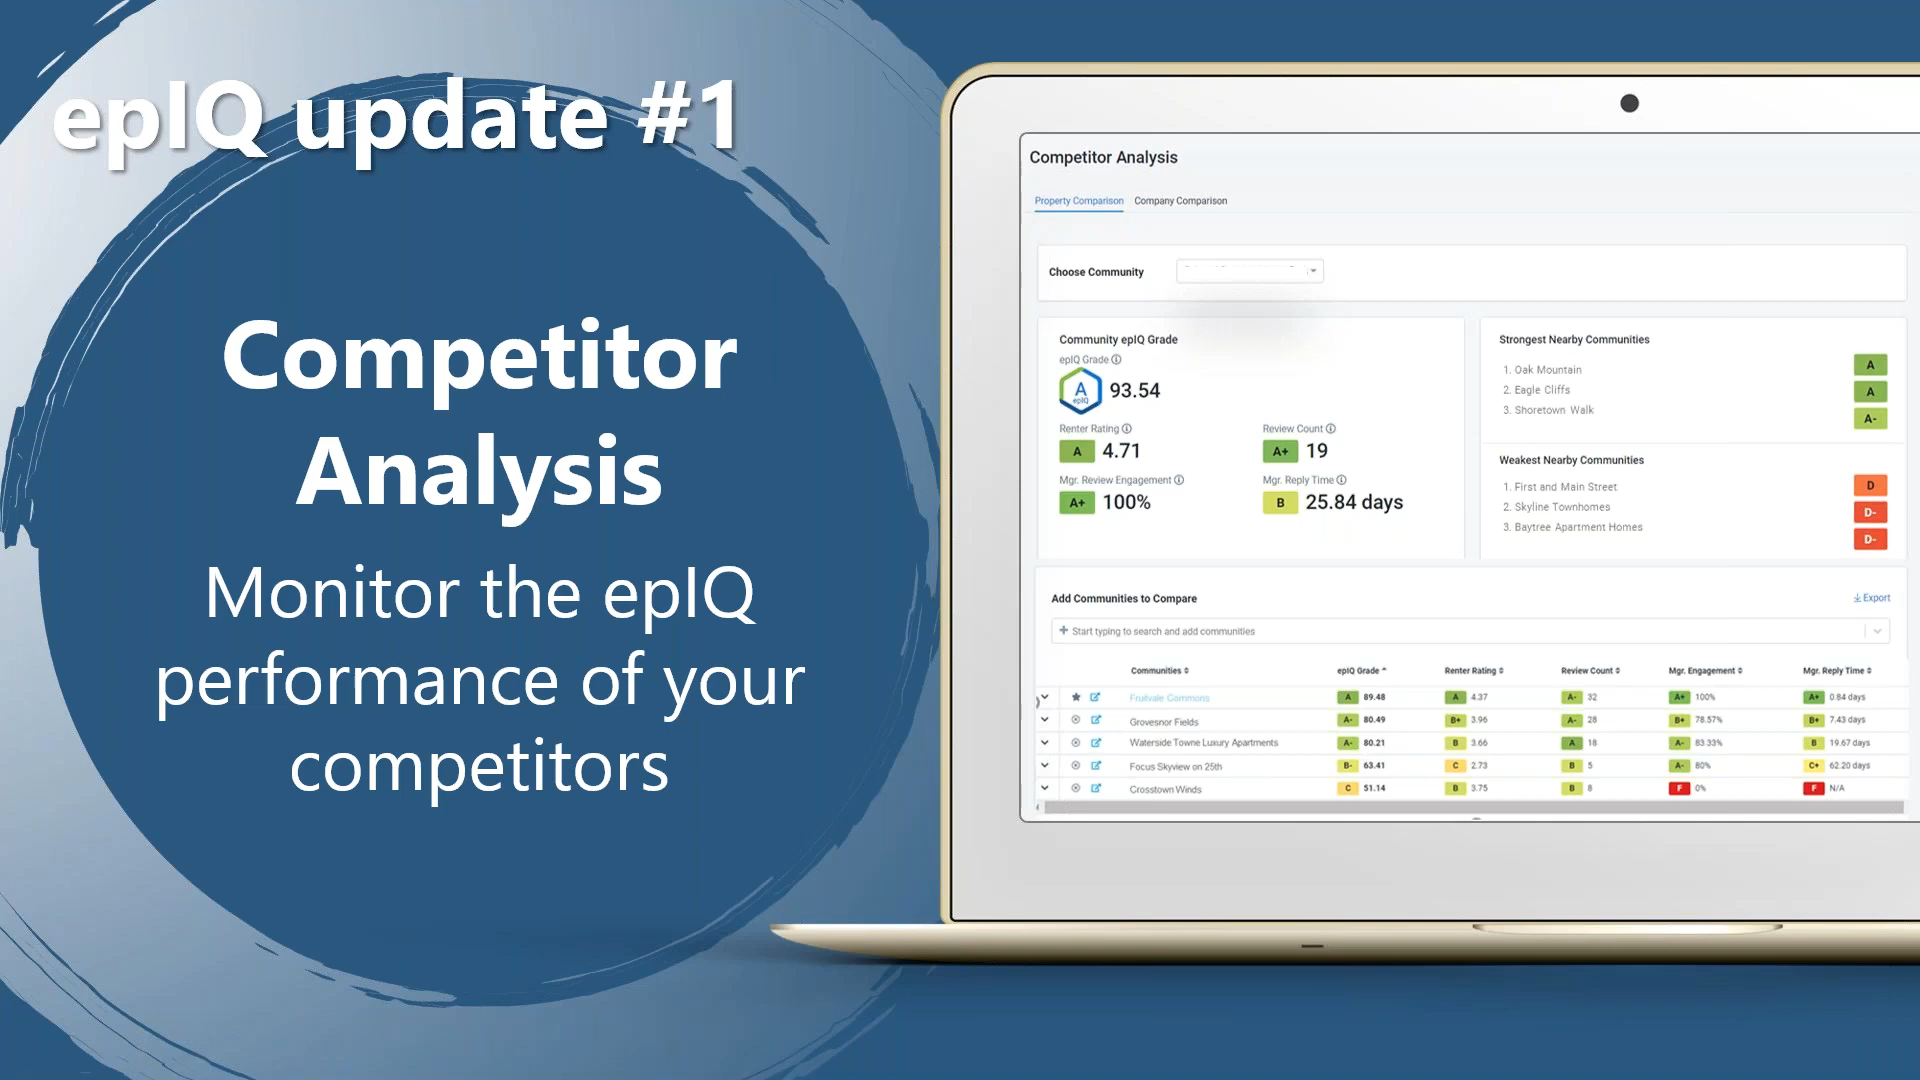 epIQ update #1
Competitor
Analysis
Monitor the epIQ
performance of your
competitors
Competitor Analysis
Property Comparison Company Comparison
Choose Community
Community epIQ Grade
epIQ Grade
A
epIQ
93.54
Renter Rating Review Count
A 4.71 A+ 19
Mgr. Review Engagement Mgr. Reply Time
A+ 100% B 25.84 days
Strongest Nearby Communities
1. Oak Mountain A
2. Eagle Cliffs A
3. Shoretown Walk A-
Weakest Nearby Communities
1. First and Main Street D
2. Skyline Townhomes D-
3. Baytree Apartment Homes D-
Add Communities to Compare Export
+ Start typing to search and add communities
Communities epIQ Grade Renter Rating Review Count Mgr. Engagement Mgr. Reply Time
Fruitvale Commons A 89.48 A 4.37 A- 32 A+ 100% A+ 0.84 days
Grovesnor Fields A- 80.49 B+ 3.96 A- 28 B+ 78.57% B+ 7.43 days
Waterside Towne Luxury Apartments A- 80.21 B 3.66 A 18 A- 83.33% B 19.67 days
Focus Skyview on 25th B- 63.41 C 2.73 B 5 A- 80% C+ 62.20 days
Crosstown Winds C 51.14 B 3.75 B 8 F 0% F N/A